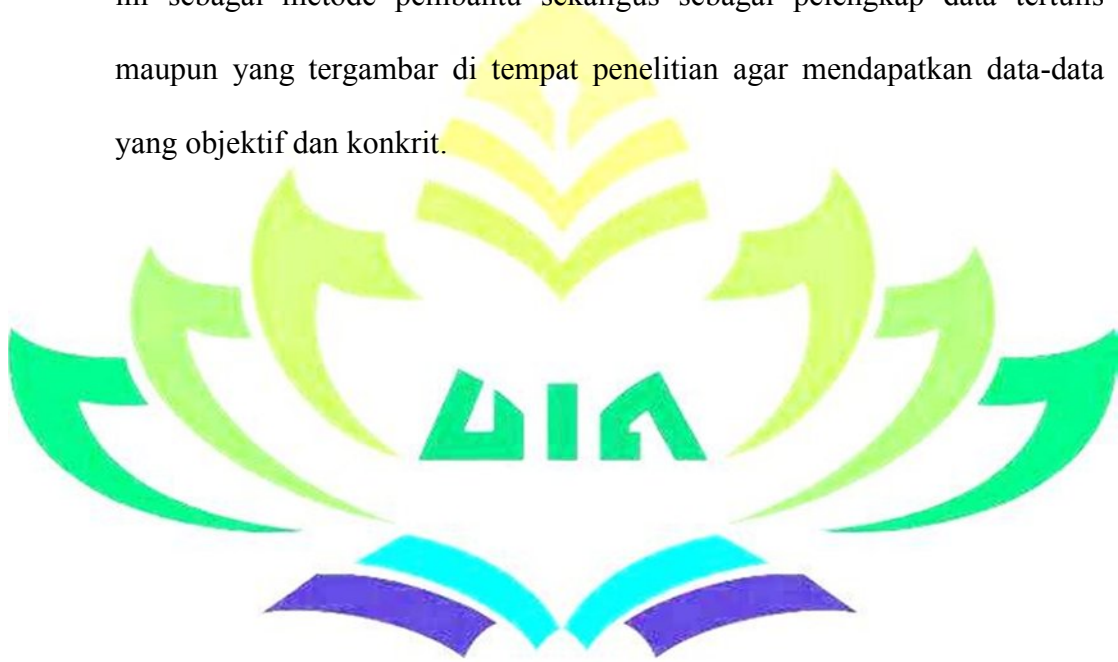 ini sebagai metode pembantu sekaligus sebagai pelengkap data tertulis
maupun yang tergambar di tempat penelitian agar mendapatkan data-data
yang objektif dan konkrit.